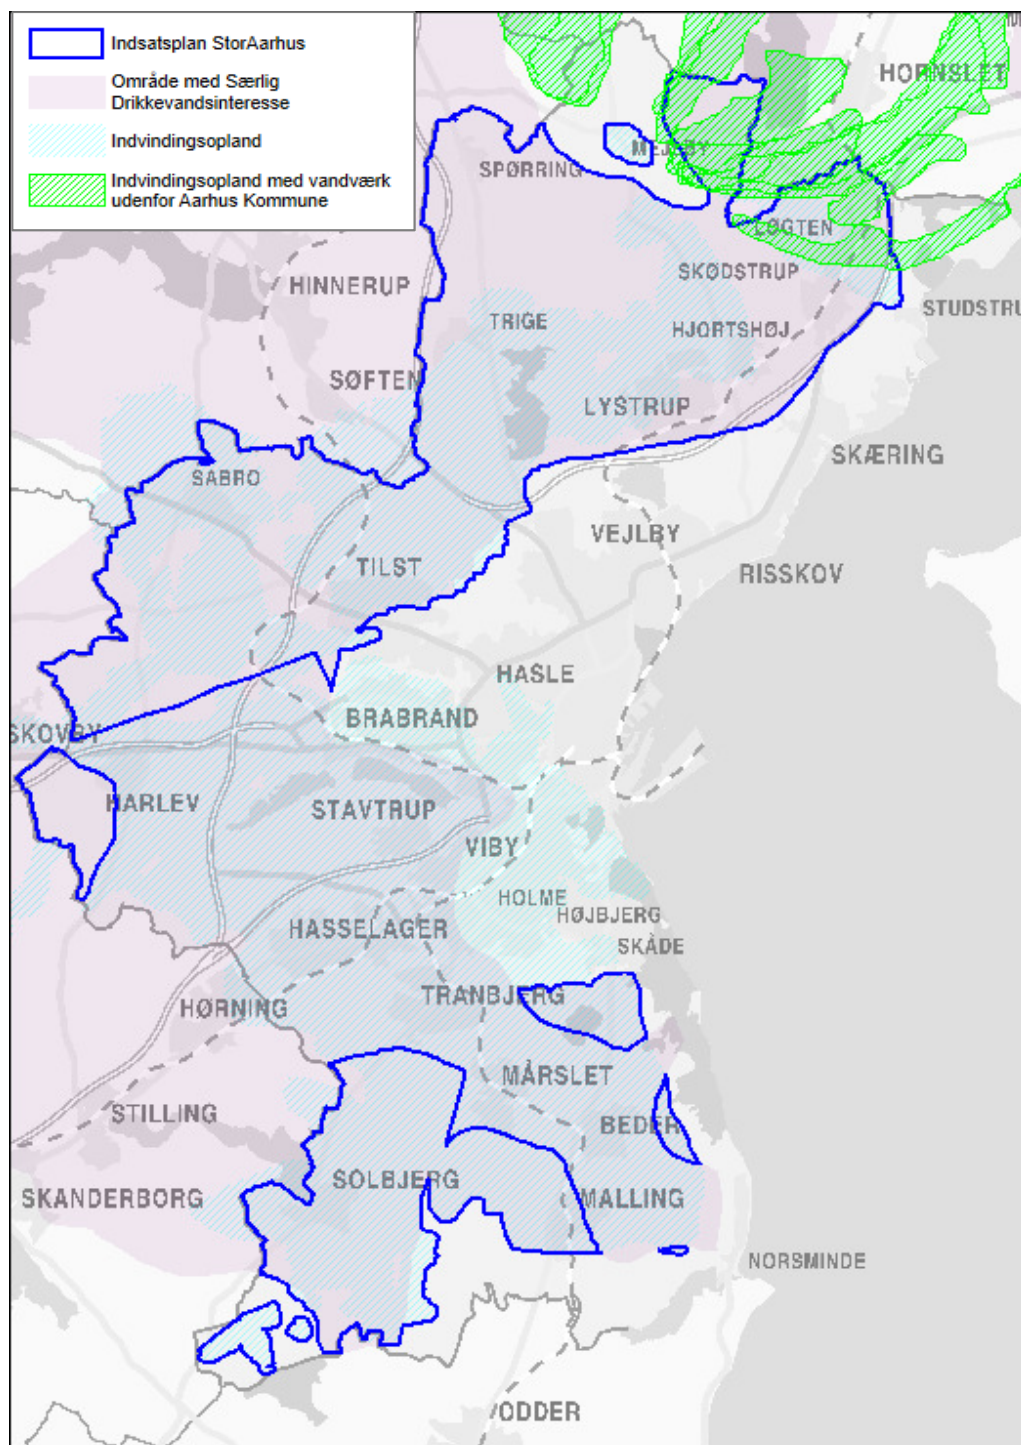 Indsatsplan StorAarhus
Område med Særlig
Drikkevandsinteresse
Indvindingsopland
Indvindingsopland med vandværk
udenfor Aarhus Kommune
HORNSLET
MEJLBY
SPØRRING
LØGTEN
SKØDSTRUP
HINNERUP
STUDSTRU
TRIGE
HJORTSHØJ
SØFTEN
LYSTRUP
SKÆRING
SABRO
VEJLBY
TILST
RISSKOV
HASLE
BRABRAND
SKOVBY
HARLEV
STAVTRUP
VIBY
HOLME
HØJBJERG
HASSELAGER
SKÅDE
TRANBJERG
HØRNING
MÅRSLET
STILLING
BEDER
SOLBJERG
SKANDERBORG
MALLING
NORSMINDE
ODDER